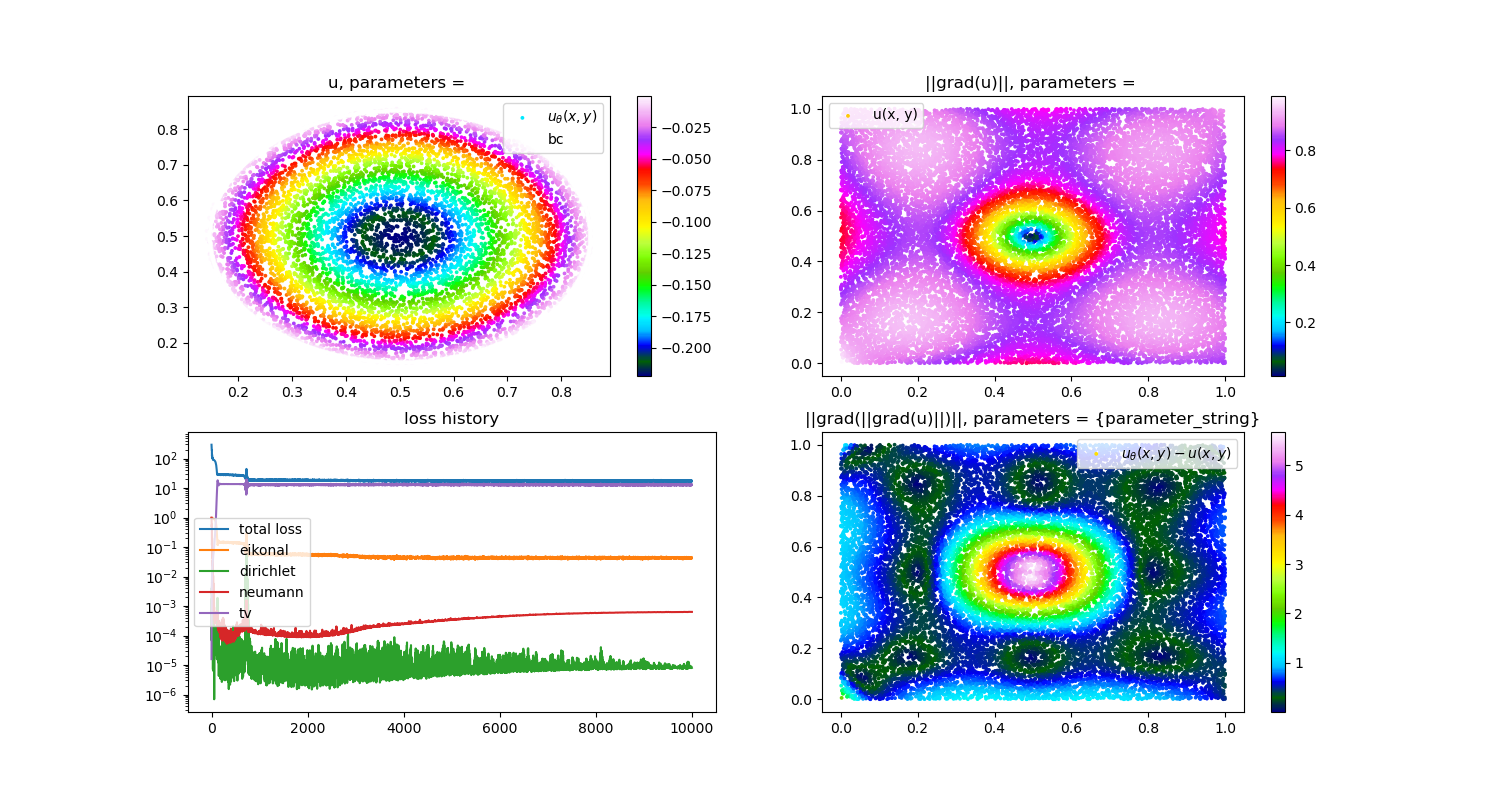 u, parameters =
u_θ(x, y)
bc
0.8
0.7
0.6
0.5
0.4
0.3
0.2
0.2 0.3 0.4 0.5 0.6 0.7 0.8
−0.025
−0.050
−0.075
−0.100
−0.125
−0.150
−0.175
−0.200
||grad(u)||, parameters =
u(x, y)
1.0
0.8
0.6
0.4
0.2
0.0
0.0 0.2 0.4 0.6 0.8 1.0
0.8
0.6
0.4
0.2
loss history
10²
10¹
10⁰
10⁻¹
10⁻²
10⁻³
10⁻⁴
10⁻⁵
10⁻⁶
total loss
eikonal
dirichlet
neumann
tv
0 2000 4000 6000 8000 10000
||grad(||grad(u)||)||, parameters = {parameter_string}
u_θ(x, y) − u(x, y)
1.0
0.8
0.6
0.4
0.2
0.0
0.0 0.2 0.4 0.6 0.8 1.0
5
4
3
2
1